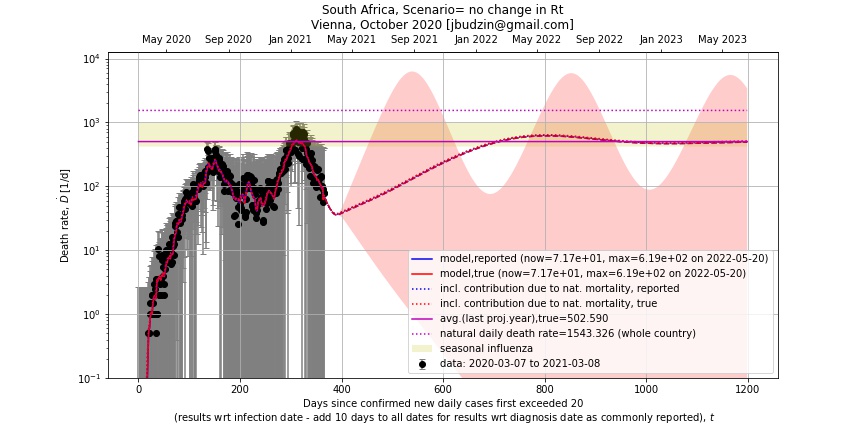 South Africa, Scenario= no change in Rt
Vienna, October 2020 [jbudzin@gmail.com]
May 2020 Sep 2020 Jan 2021 May 2021 Sep 2021 Jan 2022 May 2022 Sep 2022 Jan 2023 May 2023
10⁴
10³
10²
10¹
10⁰
10⁻¹
Death rate, Ḋ [1/d]
model,reported (now=7.17e+01, max=6.19e+02 on 2022-05-20)
model,true (now=7.17e+01, max=6.19e+02 on 2022-05-20)
incl. contribution due to nat. mortality, reported
incl. contribution due to nat. mortality, true
avg.(last proj.year),true=502.590
natural daily death rate=1543.326 (whole country)
seasonal influenza
data: 2020-03-07 to 2021-03-08
0 200 400 600 800 1000 1200
Days since confirmed new daily cases first exceeded 20
(results wrt infection date - add 10 days to all dates for results wrt diagnosis date as commonly reported), t